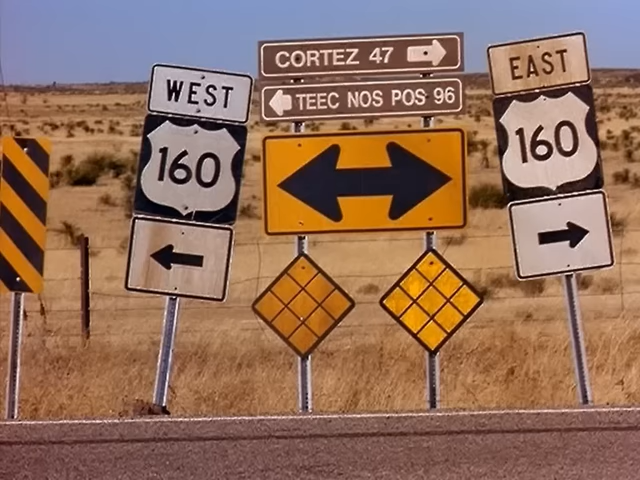 WEST
160
CORTEZ 47
TEEC NOS POS 96
EAST
160